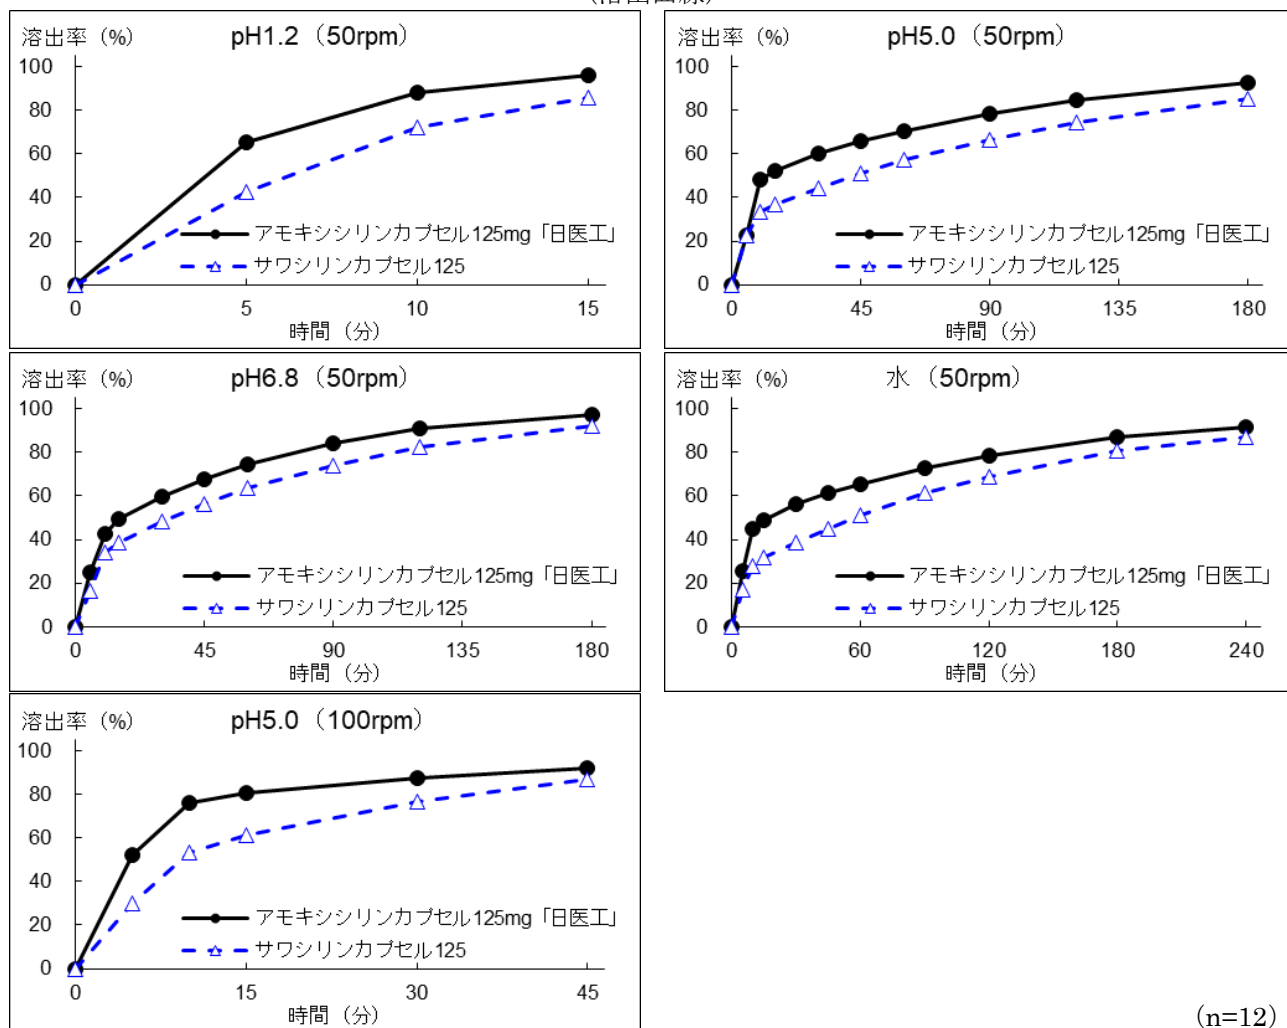 溶出率（%） pH1.2（50rpm）
100
80
60
40
20
0
アモキシシリンカプセル125mg「日医工」
サワシリンカプセル125
0 5 10 15
時間（分）
溶出率（%） pH5.0（50rpm）
100
80
60
40
20
0
アモキシシリンカプセル125mg「日医工」
サワシリンカプセル125
0 45 90 135 180
時間（分）
溶出率（%） pH6.8（50rpm）
100
80
60
40
20
0
アモキシシリンカプセル125mg「日医工」
サワシリンカプセル125
0 45 90 135 180
時間（分）
溶出率（%） 水（50rpm）
100
80
60
40
20
0
アモキシシリンカプセル125mg「日医工」
サワシリンカプセル125
0 60 120 180 240
時間（分）
溶出率（%） pH5.0（100rpm）
100
80
60
40
20
0
アモキシシリンカプセル125mg「日医工」
サワシリンカプセル125
0 15 30 45
時間（分）
（n=12）